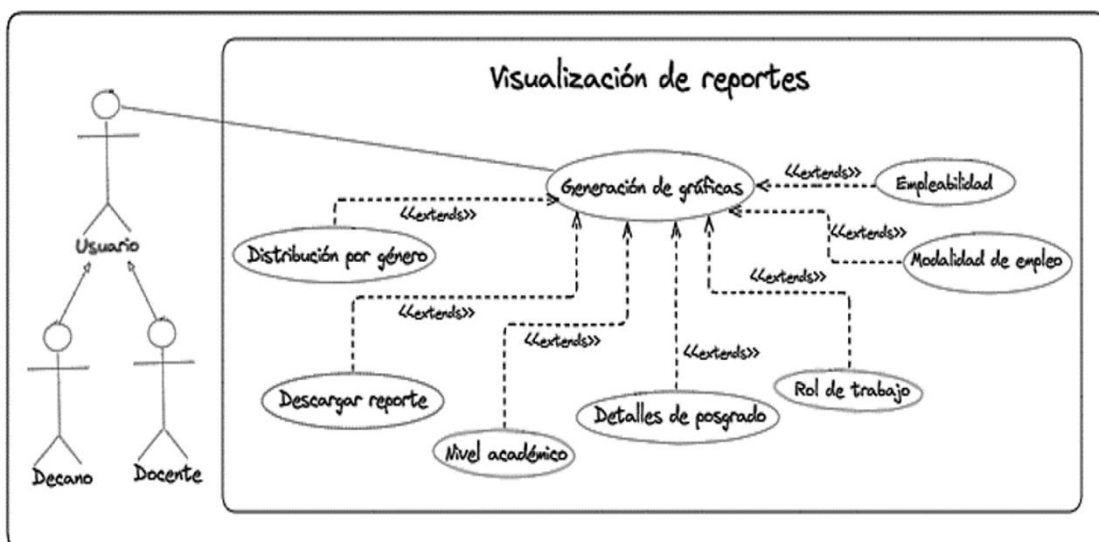 Visualización de reportes
Generación de gráficas
<<extends>>
Empleabilidad
<<extends>>
Distribución por género
<<extends>>
Modalidad de empleo
Usuario
<<extends>>
Descargar reporte
<<extends>>
Nivel académico
<<extends>>
Detalles de posgrado
<<extends>>
Rol de trabajo
Decano
Docente